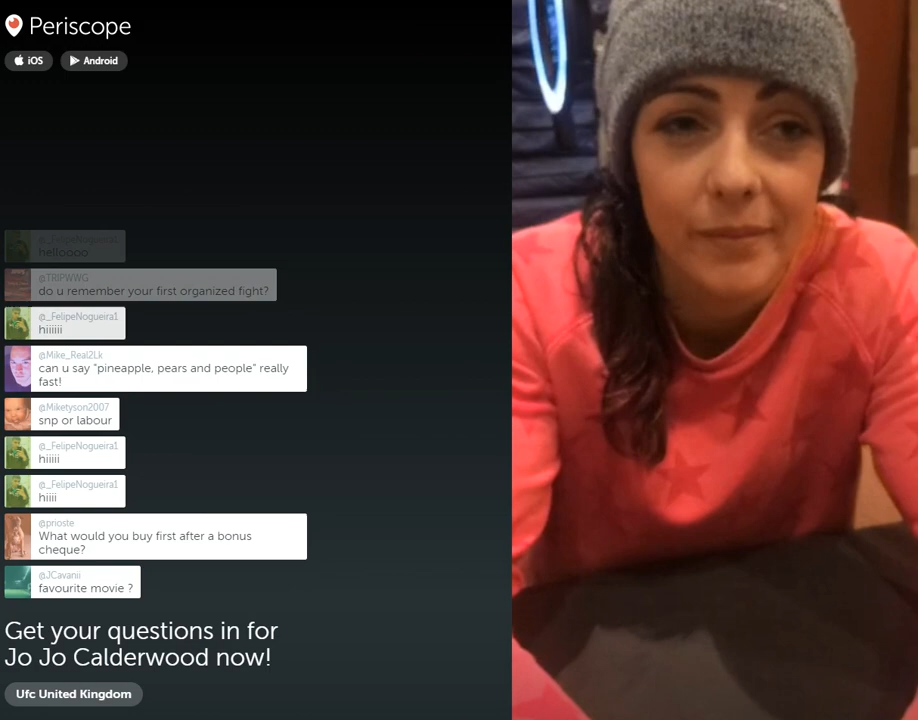 Periscope
iOS
Android
@_FelipeNogueira1
helloooo
@TRIPWWG
do u remember your first organized fight?
@_FelipeNogueira1
hiiiiii
@Mike_Real2Lk
can u say "pineapple, pears and people" really
fast!
@Miketyson2007
snp or labour
@_FelipeNogueira1
hiiiii
@_FelipeNogueira1
hiiii
@prioste
What would you buy first after a bonus
cheque?
@JCavanii
favourite movie ?
Get your questions in for
Jo Jo Calderwood now!
Ufc United Kingdom